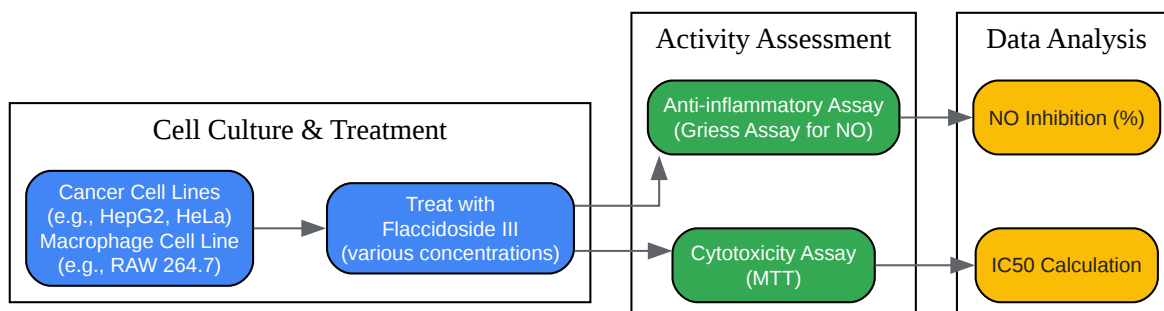 Cell Culture & Treatment
Cancer Cell Lines
(e.g., HepG2, HeLa)
Macrophage Cell Line
(e.g., RAW 264.7)
Treat with
Flaccidoside III
(various concentrations)
Activity Assessment
Anti-inflammatory Assay
(Griess Assay for NO)
Cytotoxicity Assay
(MTT)
Data Analysis
NO Inhibition (%)
IC50 Calculation